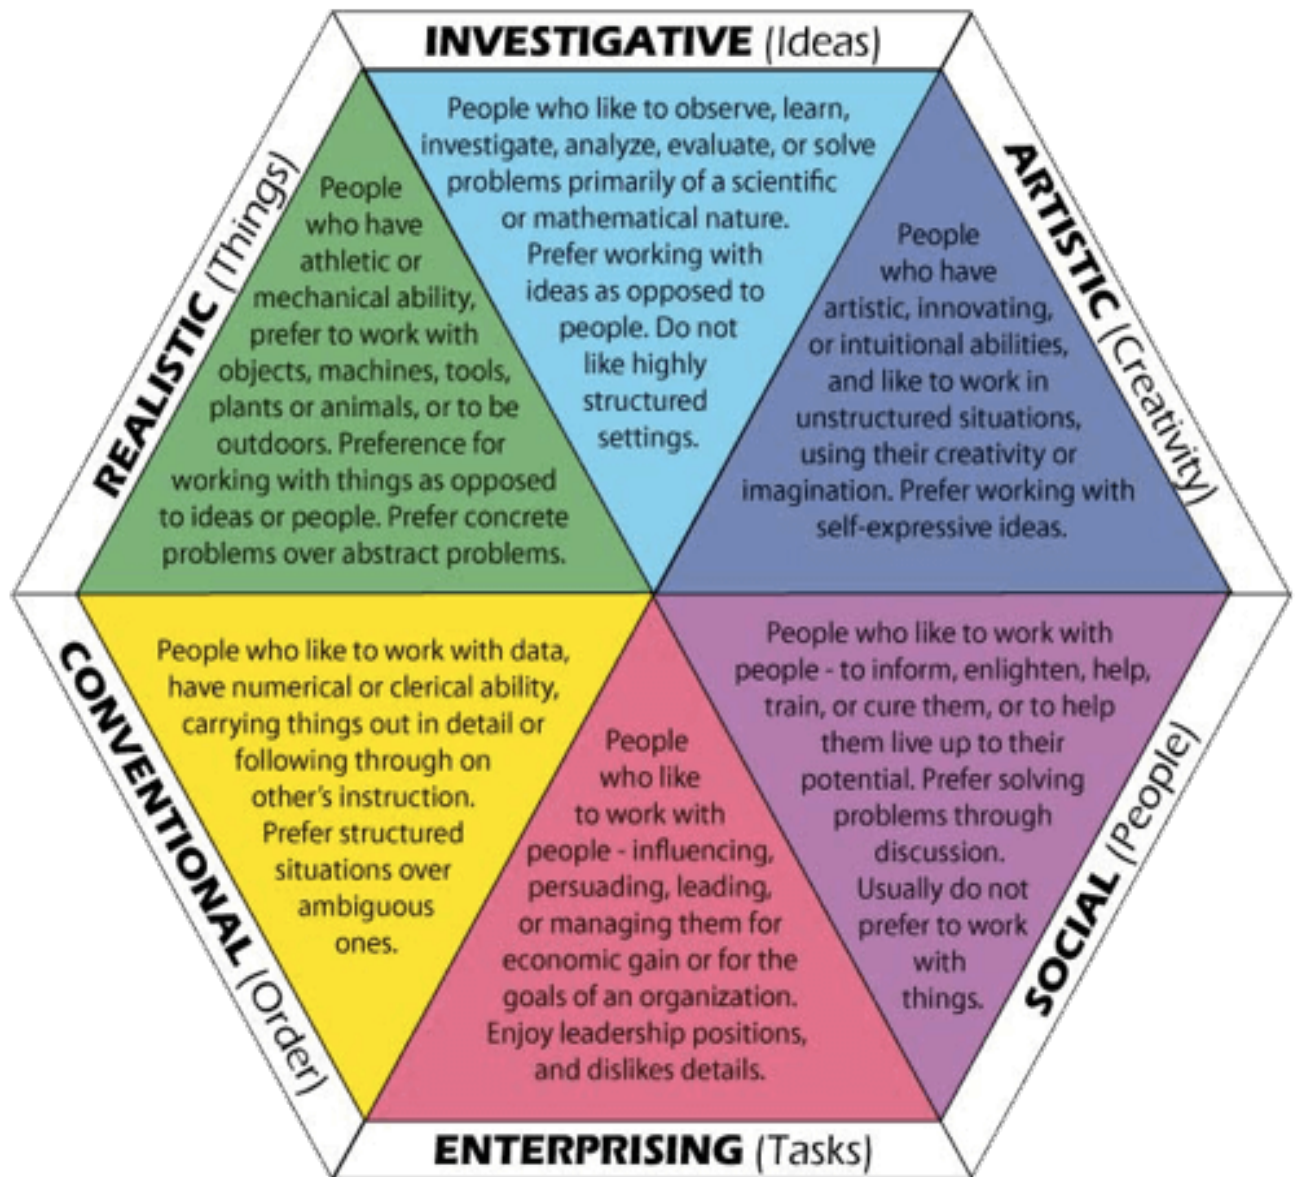 INVESTIGATIVE (Ideas)
People who like to observe, learn,
investigate, analyze, evaluate, or solve
problems primarily of a scientific
or mathematical nature.
Prefer working with
ideas as opposed to
people. Do not
like highly
structured
settings.
ARTISTIC (Creativity)
People
who have
artistic, innovating,
or intuitional abilities,
and like to work in
unstructured situations,
using their creativity or
imagination. Prefer working with
self-expressive ideas.
SOCIAL (People)
People who like to work with
people - to inform, enlighten, help,
train, or cure them, or to help
them live up to their
potential. Prefer solving
problems through
discussion.
Usually do not
prefer to work
with
things.
ENTERPRISING (Tasks)
People
who like
to work with
people - influencing,
persuading, leading,
or managing them for
economic gain or for the
goals of an organization.
Enjoy leadership positions,
and dislikes details.
CONVENTIONAL (Order)
People who like to work with data,
have numerical or clerical ability,
carrying things out in detail or
following through on
other's instruction.
Prefer structured
situations over
ambiguous
ones.
REALISTIC (Things)
People
who have
athletic or
mechanical ability,
prefer to work with
objects, machines, tools,
plants or animals, or to be
outdoors. Preference for
working with things as opposed
to ideas or people. Prefer concrete
problems over abstract problems.